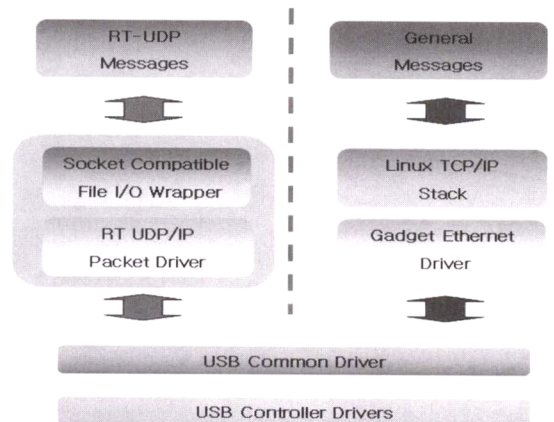 RT-UDP
Messages
General
Messages
Socket Compatible
File I/O Wrapper
RT UDP/IP
Packet Driver
Linux TCP/IP
Stack
Gadget Ethernet
Driver
USB Common Driver
USB Controller Drivers